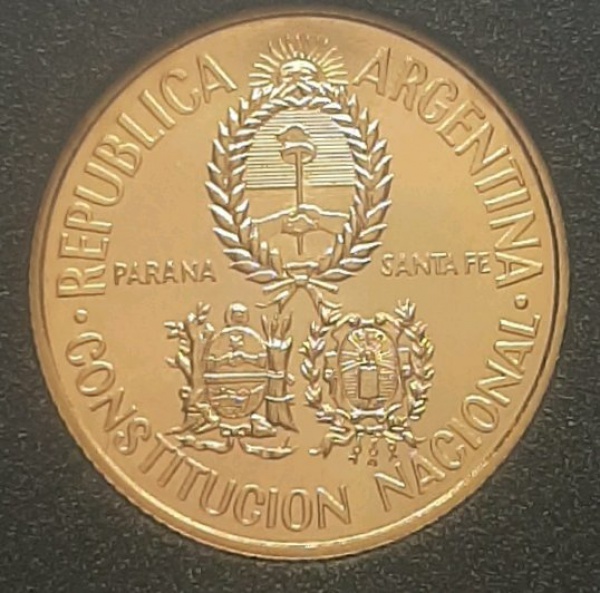 REPUBLICA ARGENTINA
PARANA SANTA FE
CONSTITUCION NACIONAL